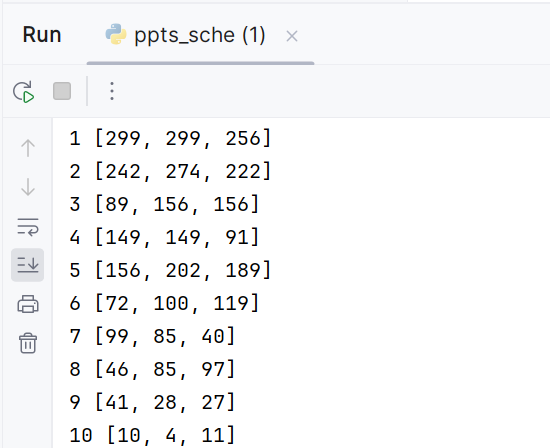 Run ppts_sche (1)
1 [299, 299, 256]
2 [242, 274, 222]
3 [89, 156, 156]
4 [149, 149, 91]
5 [156, 202, 189]
6 [72, 100, 119]
7 [99, 85, 40]
8 [46, 85, 97]
9 [41, 28, 27]
10 [10, 4, 11]